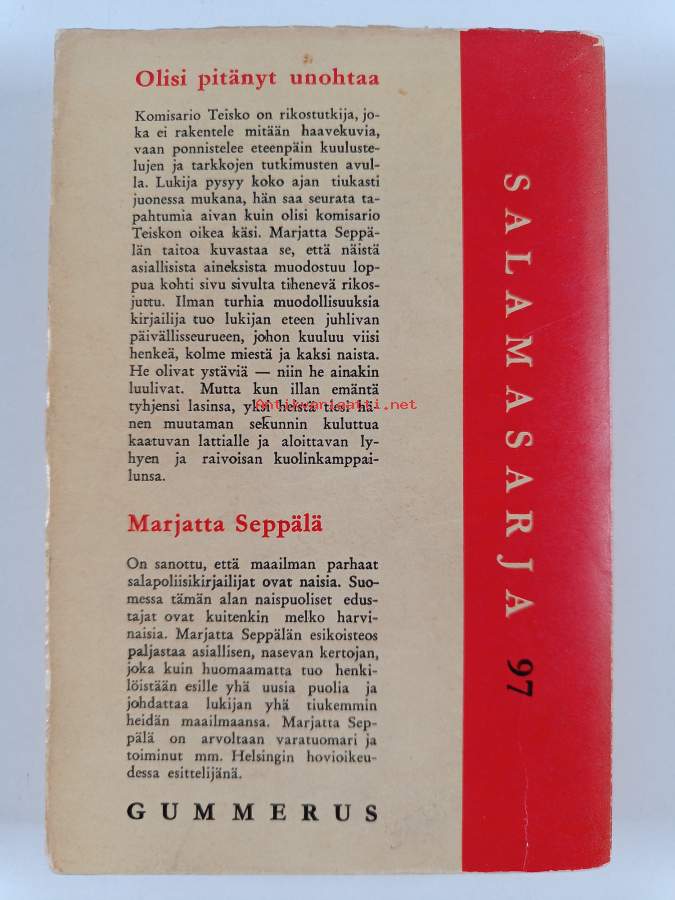 Olisi pitänyt unohtaa
Komisario Teisko on rikostutkija, jo-
ka ei rakentele mitään haavekuvia,
vaan ponnistelee eteenpäin kuuluste-
lujen ja tarkkojen tutkimusten avul-
la. Lukija pysyy koko ajan tiukasti
juonessa mukana, hän saa seurata ta-
pahtumia aivan kuin olisi komisario
Teiskon oikea käsi. Marjatta Seppä-
län taitoa kuvastaa se, että näistä
asiallisista aineksista muodostuu lop-
pua kohti sivu sivulta tihenevä rikos-
juttu. Ilman turhia muodollisuuksia
kirjailija tuo lukijan eteen juhlivan
päivällisseurueen, johon kuuluu viisi
henkeä, kolme miestä ja kaksi naista.
He olivat ystäviä — niin he ainakin
luulivat. Mutta kun illan emäntä
tyhjensi lasinsa, yksi heistä tiesi hä-
nen muutaman sekunnin kuluttua
kaatuvan lattialle ja aloittavan ly-
hyen ja raivoisan kuolinkamppai-
lunsa.
Antikvariaatti.net
Marjatta Seppälä
On sanottu, että maailman parhaat
salapoliisikirjailijat ovat naisia. Suo-
messa tämän alan naispuoliset edus-
tajat ovat kuitenkin melko harvi-
naisia. Marjatta Seppälän esikoisteos
paljastaa asiallisen, nasevan kertojan,
joka kuin huomaamatta tuo henki-
löistään esille yhä uusia puolia ja
johdattaa lukijan yhä tiukemmin
heidän maailmaansa. Marjatta Sep-
pälä on arvoltaan varatuomari ja
toiminut mm. Helsingin hovioikeu-
dessa esittelijänä.
GUMMERUS
SALAMASARJA 97